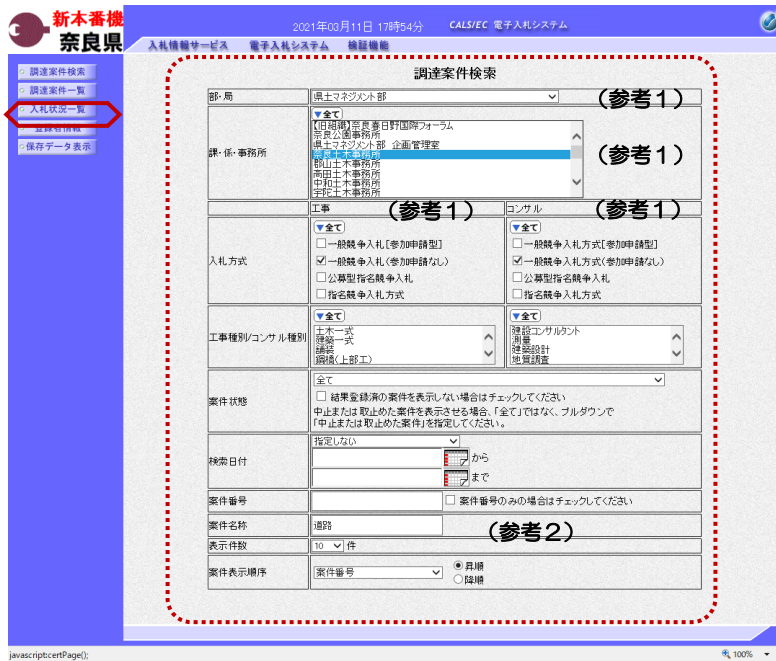 新本番機
奈良県
2021年03月11日 17時54分 CALS/EC 電子入札システム
入札情報サービス 電子入札システム 検証機能
調達案件検索
調達案件一覧
入札状況一覧
登録者情報
保存データ表示
調達案件検索
部・局 県土マネジメント部 (参考1)
課・係・事務所 ▼全て
【旧組織】奈良春日野国際フォーラム
奈良公園事務所
県土マネジメント部 企画管理室
奈良土木事務所
郡山土木事務所
高田土木事務所
中和土木事務所
宇陀土木事務所
(参考1)
工事 (参考1) コンサル (参考1)
入札方式
▼全て ▼全て
一般競争入札[参加申請型] 一般競争入札方式[参加申請型]
一般競争入札(参加申請なし) 一般競争入札方式(参加申請なし)
公募型指名競争入札 公募型指名競争入札
指名競争入札方式 指名競争入札方式
工事種別/コンサル種別
▼全て ▼全て
土木一式 建設コンサルタント
建築一式 測量
舗装 建築設計
鋼橋(上部工) 地質調査
案件状態 全て
結果登録済の案件を表示しない場合はチェックしてください
中止または取止めた案件を表示させる場合、「全て」ではなく、プルダウンで
「中止または取止めた案件」を指定してください。
検索日付 指定しない
から
まで
案件番号 案件番号のみの場合はチェックしてください
案件名称 道路 (参考2)
表示件数 10 件
案件表示順序 案件番号 昇順
降順
javascript:certPage(); 100%